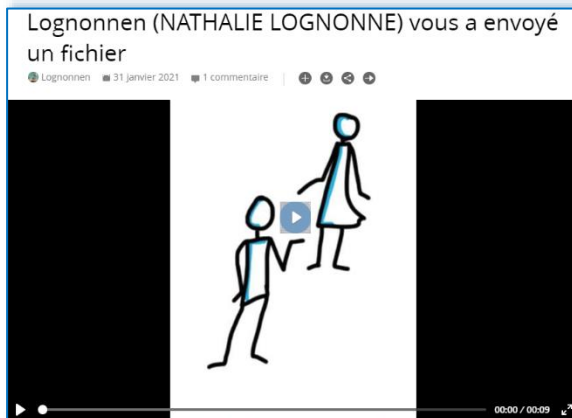 Lognonnen (NATHALIE LOGNONNE) vous a envoyé
un fichier
Lognonnen 31 janvier 2021 1 commentaire
00:00 / 00:09